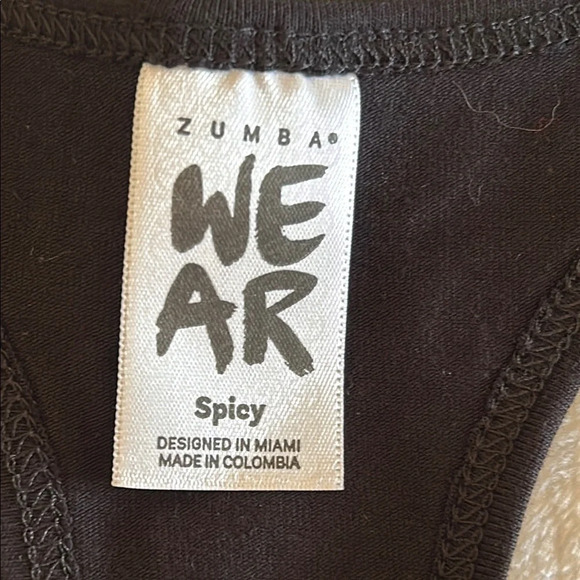 ZUMBA®
WE
AR
Spicy
DESIGNED IN MIAMI
MADE IN COLOMBIA